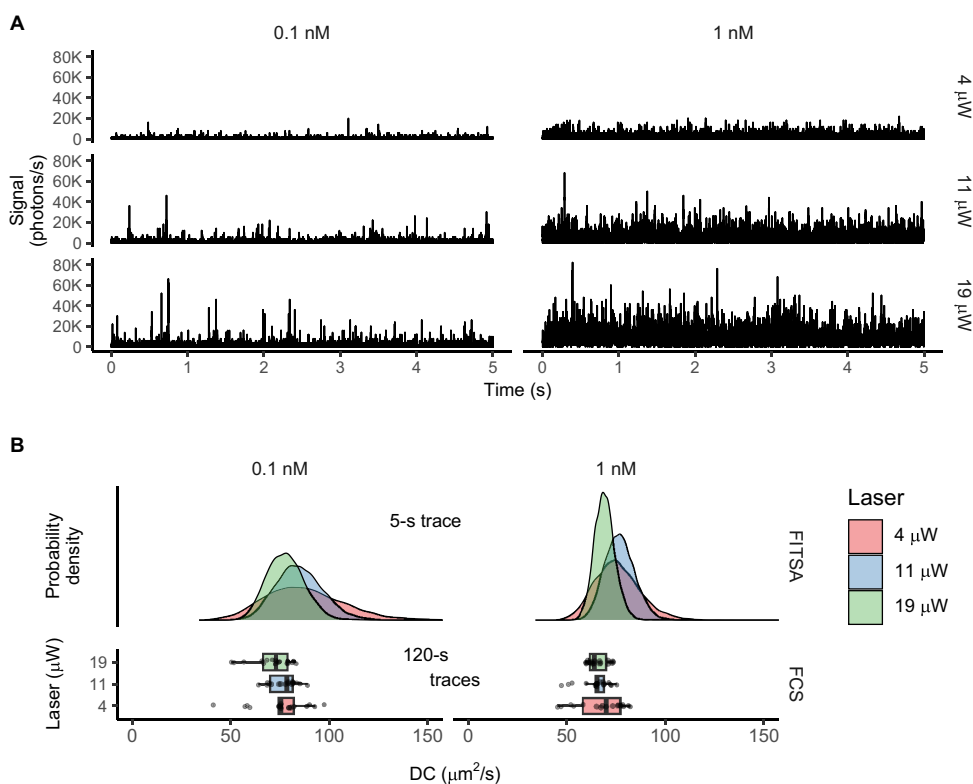 A
0.1 nM 1 nM
80K
60K
40K
20K
0
4 μW
80K
60K
40K
20K
0
11 μW
80K
60K
40K
20K
0
19 μW
Signal
(photons/s)
0 1 2 3 4 5 0 1 2 3 4 5
Time (s)
B
0.1 nM 1 nM
Probability
density
5-s trace
FITSA
Laser
4 μW
11 μW
19 μW
Laser (μW)
19
11
4
120-s
traces
FCS
0 50 100 150 0 50 100 150
DC (μm²/s)